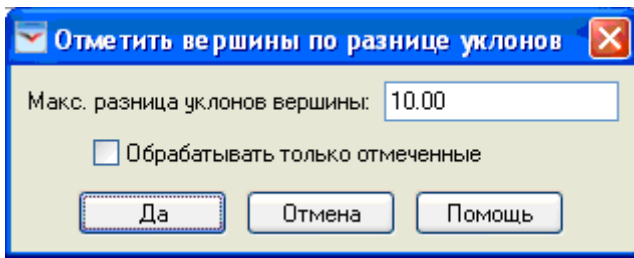 Отметить вершины по разнице уклонов
Макс. разница уклонов вершины: 10.00
Обрабатывать только отмеченные
Да Отмена Помощь